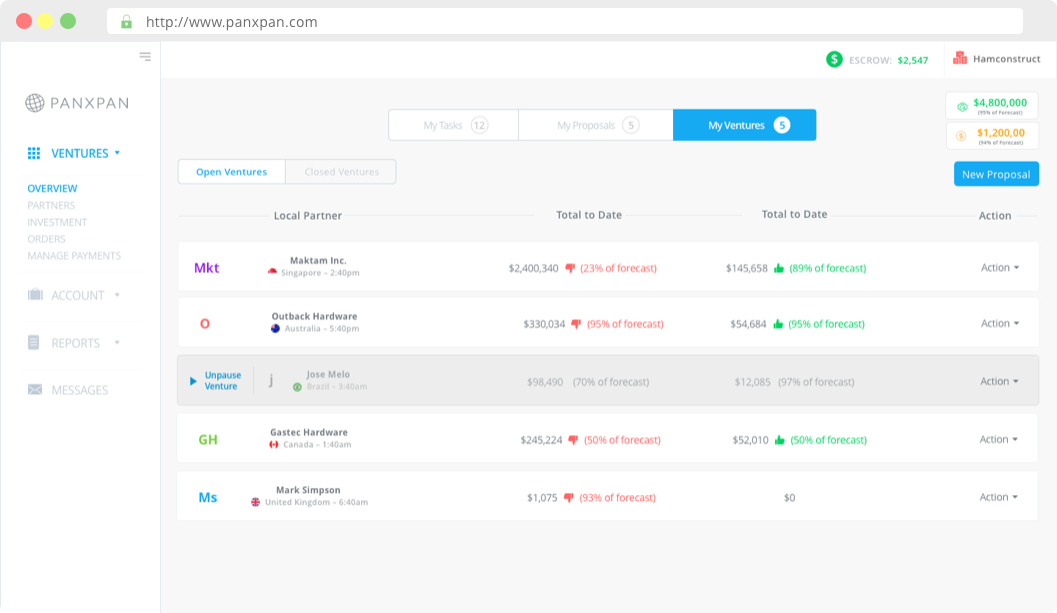 http://www.panxpan.com
ESCROW: $2,547
Hamconstruct
PANXPAN
VENTURES
OVERVIEW
PARTNERS
INVESTMENT
ORDERS
MANAGE PAYMENTS
ACCOUNT
REPORTS
MESSAGES
My Tasks 12
My Proposals 5
My Ventures 5
$4,800,000
(95% of Forecast)
$1,200,00
(94% of Forecast)
Open Ventures
Closed Ventures
New Proposal
Local Partner Total to Date Total to Date Action
Mkt
Maktam Inc.
Singapore – 2:40pm
$2,400,340 (23% of forecast) $145,658 (89% of forecast) Action
O
Outback Hardware
Australia – 5:40pm
$330,034 (95% of forecast) $54,684 (95% of forecast) Action
Unpause
Venture
j
Jose Melo
Brazil – 3:40am
$98,490 (70% of forecast) $12,085 (97% of forecast) Action
GH
Gastec Hardware
Canada – 1:40am
$245,224 (50% of forecast) $52,010 (50% of forecast) Action
Ms
Mark Simpson
United Kingdom – 6:40am
$1,075 (93% of forecast) $0 Action